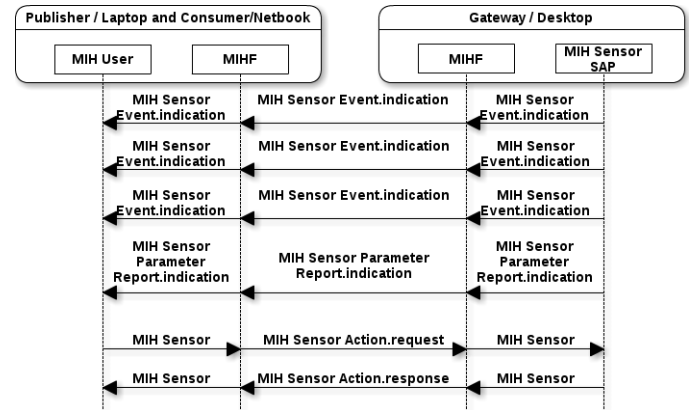 Publisher / Laptop and Consumer/Netbook
Gateway / Desktop
MIH User
MIHF
MIHF
MIH Sensor
SAP
MIH Sensor
Event.indication
MIH Sensor Event.indication
MIH Sensor
Event.indication
MIH Sensor
Event.indication
MIH Sensor Event.indication
MIH Sensor
Event.indication
MIH Sensor
Event.indication
MIH Sensor Event.indication
MIH Sensor
Event.indication
MIH Sensor
Parameter
Report.indication
MIH Sensor Parameter
Report.indication
MIH Sensor
Parameter
Report.indication
MIH Sensor
MIH Sensor Action.request
MIH Sensor
MIH Sensor
MIH Sensor Action.response
MIH Sensor